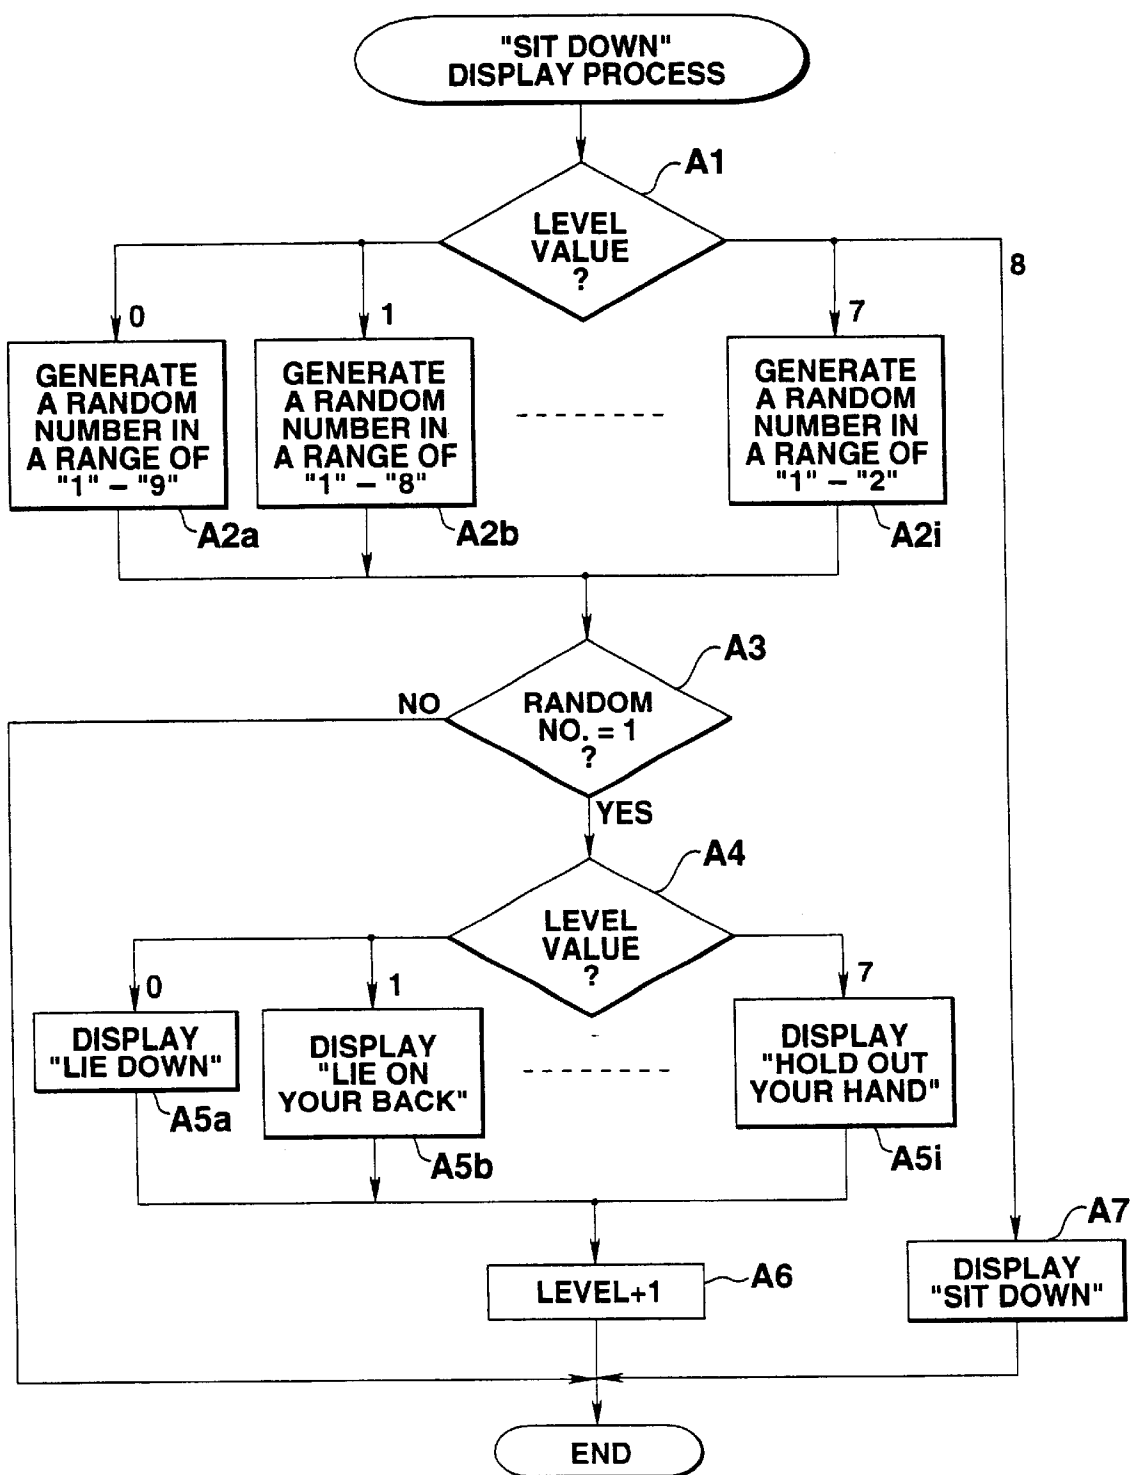 "SIT DOWN"
DISPLAY PROCESS
A1
LEVEL
VALUE
?
0
1
7
8
GENERATE
A RANDOM
NUMBER IN
A RANGE OF
"1" – "9"
A2a
GENERATE
A RANDOM
NUMBER IN
A RANGE OF
"1" – "8"
A2b
GENERATE
A RANDOM
NUMBER IN
A RANGE OF
"1" – "2"
A2i
A3
RANDOM
NO. = 1
?
NO
YES
A4
LEVEL
VALUE
?
0
1
7
DISPLAY
"LIE DOWN"
A5a
DISPLAY
"LIE ON
YOUR BACK"
A5b
DISPLAY
"HOLD OUT
YOUR HAND"
A5i
LEVEL+1
A6
A7
DISPLAY
"SIT DOWN"
END